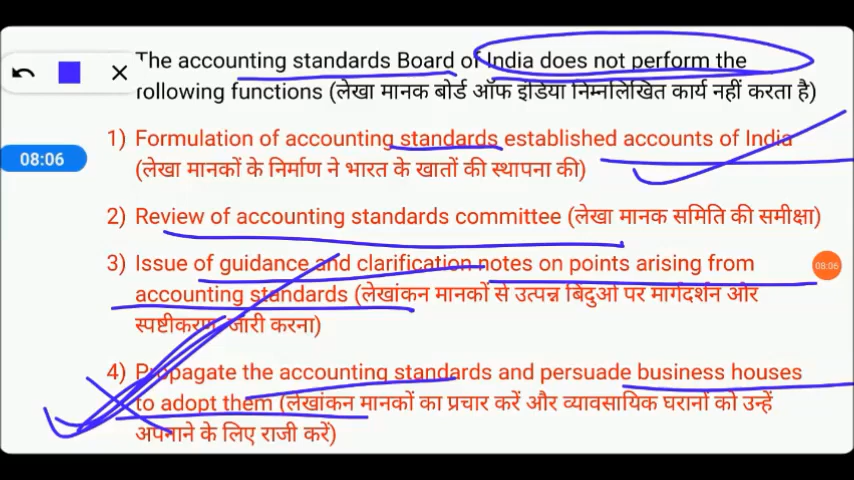 The accounting standards Board of India does not perform the
following functions (लेखा मानक बोर्ड ऑफ इंडिया निम्नलिखित कार्य नहीं करता है)
1) Formulation of accounting standards established accounts of India
08:06
(लेखा मानकों के निर्माण ने भारत के खातों की स्थापना की)
2) Review of accounting standards committee (लेखा मानक समिति की समीक्षा)
3) Issue of guidance and clarification notes on points arising from
08:06
accounting standards (लेखांकन मानकों से उत्पन्न बिंदुओं पर मार्गदर्शन और
स्पष्टीकरण जारी करना)
4) Propagate the accounting standards and persuade business houses
to adopt them (लेखांकन मानकों का प्रचार करें और व्यावसायिक घरानों को उन्हें
अपनाने के लिए राजी करें)